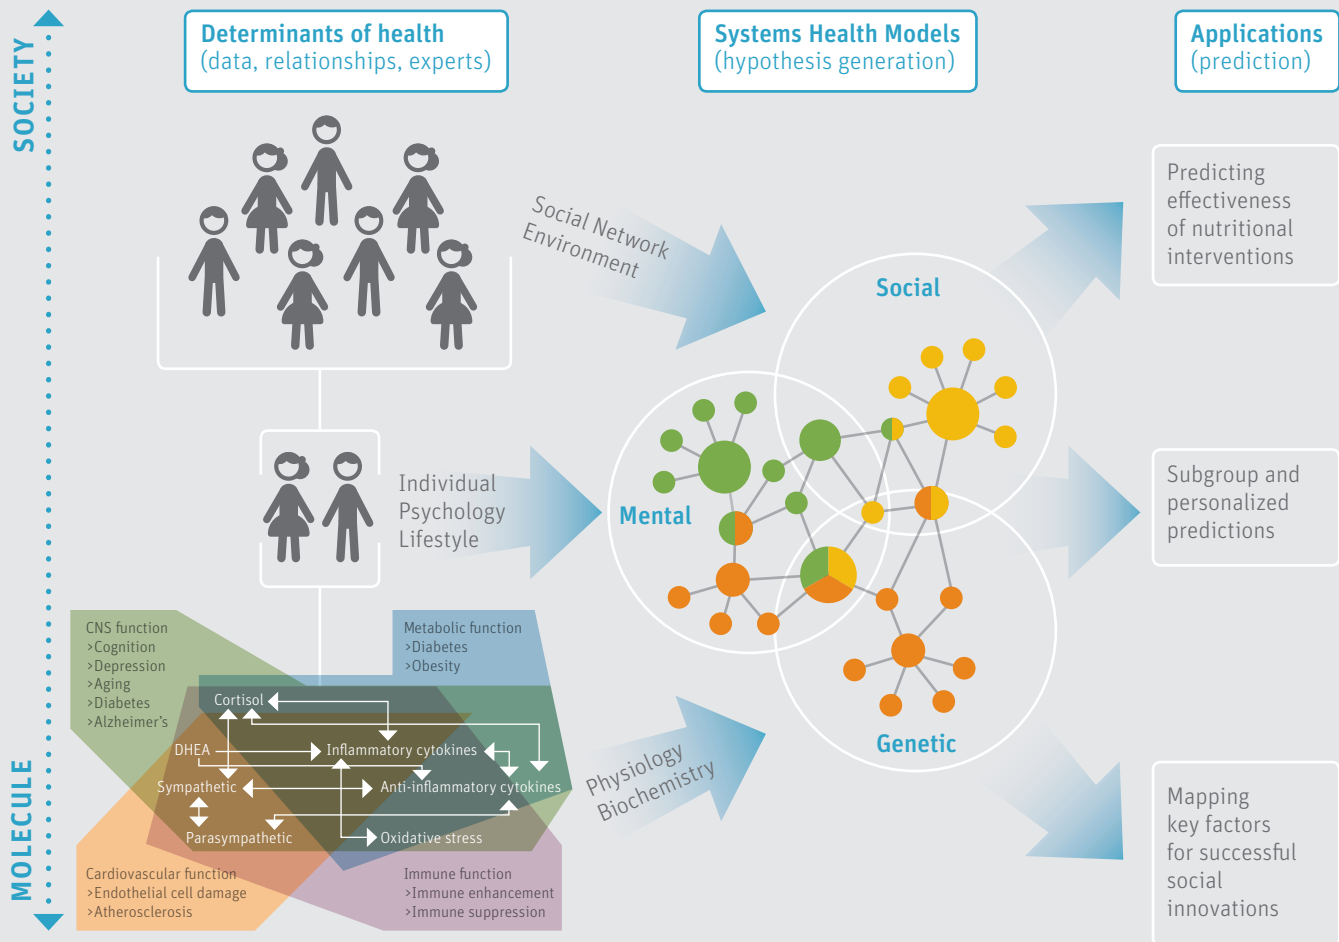 SOCIETY
MOLECULE
Determinants of health
(data, relationships, experts)
Systems Health Models
(hypothesis generation)
Applications
(prediction)
Social Network
Environment
Individual
Psychology
Lifestyle
Physiology
Biochemistry
CNS function
>Cognition
>Depression
>Aging
>Diabetes
>Alzheimer's
Metabolic function
>Diabetes
>Obesity
Cortisol
DHEA
Inflammatory cytokines
Sympathetic
Anti-inflammatory cytokines
Parasympathetic
Oxidative stress
Cardiovascular function
>Endothelial cell damage
>Atherosclerosis
Immune function
>Immune enhancement
>Immune suppression
Social
Mental
Genetic
Predicting
effectiveness
of nutritional
interventions
Subgroup and
personalized
predictions
Mapping
key factors
for successful
social
innovations